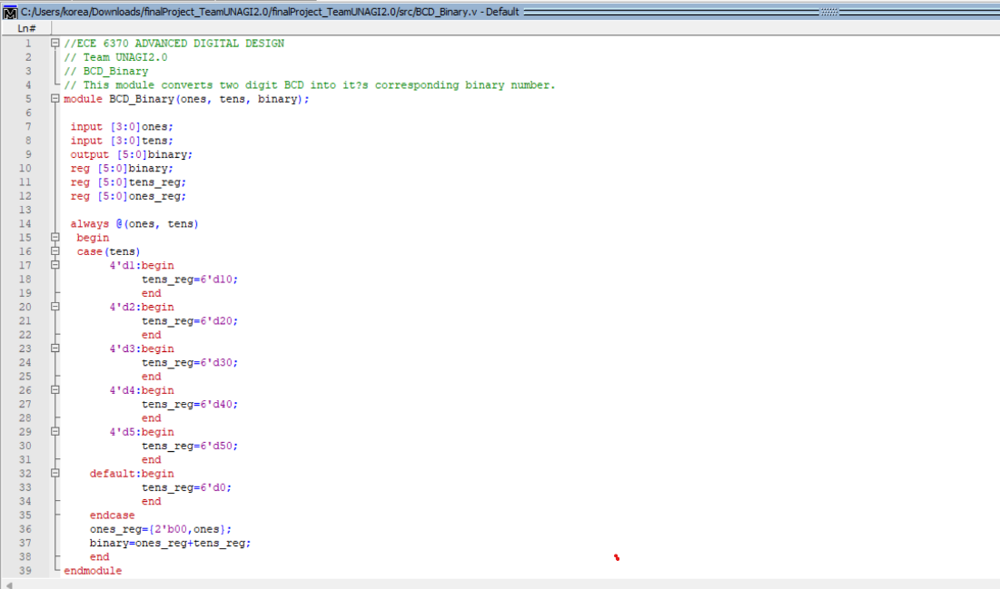 C:/Users/korea/Downloads/finalProject_TeamUNAGI2.0/finalProject_TeamUNAGI2.0/src/BCD_Binary.v - Default
Ln#
1 //ECE 6370 ADVANCED DIGITAL DESIGN
2 // Team UNAGI2.0
3 // BCD_Binary
4 // This module converts two digit BCD into it?s corresponding binary number.
5 module BCD_Binary(ones, tens, binary);
6
7 input [3:0]ones;
8 input [3:0]tens;
9 output [5:0]binary;
10 reg [5:0]binary;
11 reg [5:0]tens_reg;
12 reg [5:0]ones_reg;
13
14 always @(ones, tens)
15 begin
16 case(tens)
17 4'd1:begin
18 tens_reg=6'd10;
19 end
20 4'd2:begin
21 tens_reg=6'd20;
22 end
23 4'd3:begin
24 tens_reg=6'd30;
25 end
26 4'd4:begin
27 tens_reg=6'd40;
28 end
29 4'd5:begin
30 tens_reg=6'd50;
31 end
32 default:begin
33 tens_reg=6'd0;
34 end
35 endcase
36 ones_reg={2'b00,ones};
37 binary=ones_reg+tens_reg;
38 end
39 endmodule